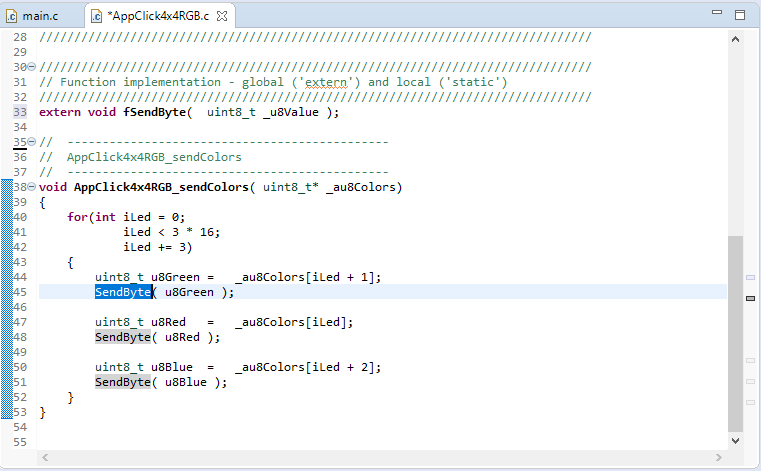 main.c *AppClick4x4RGB.c
28 ///////////////////////////////////////////////////////////////////////////////
29
30 ///////////////////////////////////////////////////////////////////////////////
31 // Function implementation - global ('extern') and local ('static')
32 ///////////////////////////////////////////////////////////////////////////////
33 extern void fSendByte(  uint8_t _u8Value );
34
35 //  ----------------------------------------------
36 //  AppClick4x4RGB_sendColors
37 //  ----------------------------------------------
38 void AppClick4x4RGB_sendColors( uint8_t* _au8Colors)
39 {
40     for(int iLed = 0;
41             iLed < 3 * 16;
42             iLed += 3)
43     {
44         uint8_t u8Green =   _au8Colors[iLed + 1];
45         SendByte( u8Green );
46
47         uint8_t u8Red   =   _au8Colors[iLed];
48         SendByte( u8Red );
49
50         uint8_t u8Blue  =   _au8Colors[iLed + 2];
51         SendByte( u8Blue );
52     }
53 }
54
55